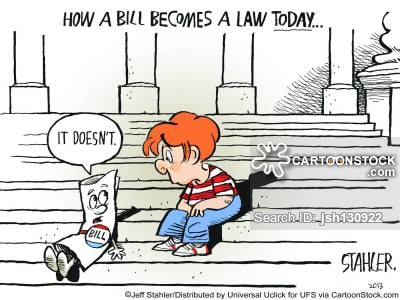 HOW A BILL BECOMES A LAW TODAY...
IT DOESN'T.
BILL
CARTOONSTOCK
.com
Search ID: jsh130922
STAHLER.
2013
©Jeff Stahler/Distributed by Universal Uclick for UFS via CartoonStock.com